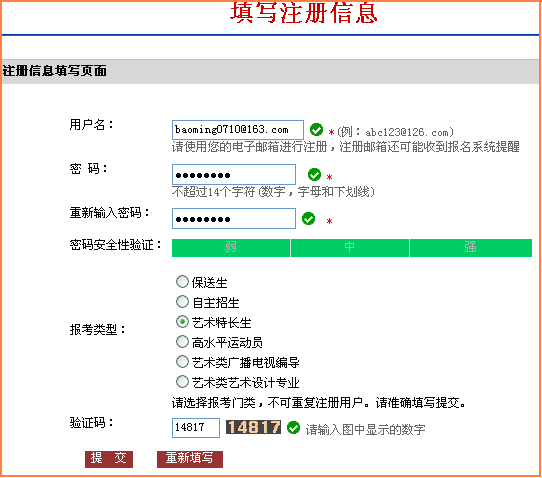 填写注册信息
注册信息填写页面
用户名： baoming0710@163.com *(例：abc123@126.com)
请使用您的电子邮箱进行注册，注册邮箱还可能收到报名系统提醒
密 码： ●●●●●●●● *
不超过14个字符(数字，字母和下划线)
重新输入密码： ●●●●●●●● *
密码安全性验证： 弱 中 强
保送生
自主招生
报考类型： 艺术特长生
高水平运动员
艺术类广播电视编导
艺术类艺术设计专业
请选择报考门类，不可重复注册用户。请准确填写提交。
验证码： 14817 14817 请输入图中显示的数字
提 交 重新填写